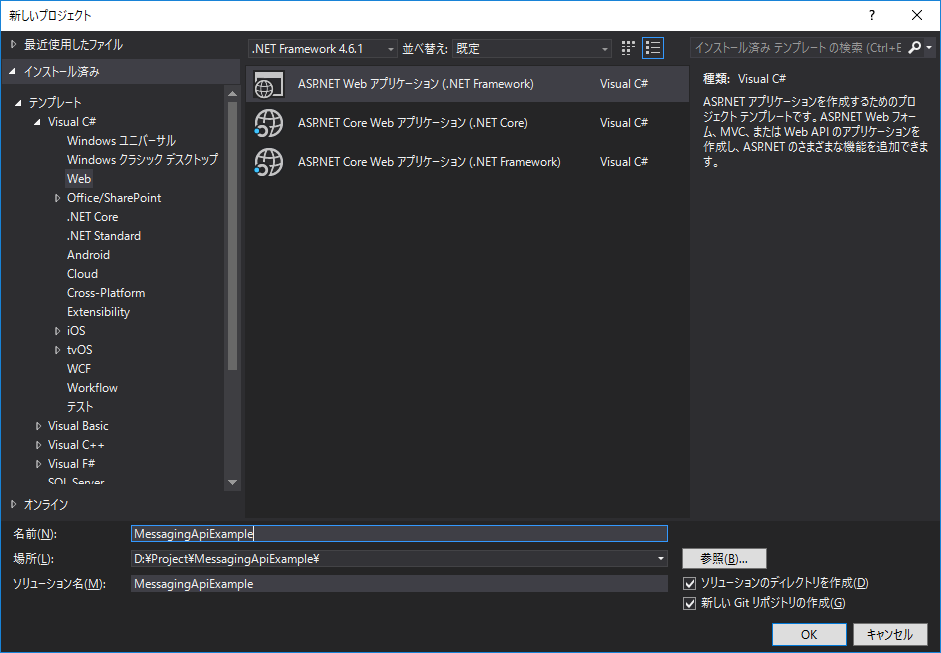 新しいプロジェクト
?
最近使用したファイル
.NET Framework 4.6.1
並べ替え:
既定
インストール済み テンプレート の検索 (Ctrl+E
インストール済み
テンプレート
Visual C#
Windows ユニバーサル
Windows クラシック デスクトップ
Web
Office/SharePoint
.NET Core
.NET Standard
Android
Cloud
Cross-Platform
Extensibility
iOS
tvOS
WCF
Workflow
テスト
Visual Basic
Visual C++
Visual F#
SQL Server
オンライン
ASP.NET Web アプリケーション (.NET Framework) Visual C#
ASP.NET Core Web アプリケーション (.NET Core) Visual C#
ASP.NET Core Web アプリケーション (.NET Framework) Visual C#
種類: Visual C#
ASP.NET アプリケーションを作成するためのプロ
ジェクト テンプレートです。ASP.NET Web フォー
ム、MVC、または Web API のアプリケーションを
作成し、ASP.NET のさまざまな機能を追加できま
す。
名前(N): MessagingApiExample
場所(L): D:¥Project¥MessagingApiExample¥
参照(B)...
ソリューション名(M): MessagingApiExample
ソリューションのディレクトリを作成(D)
新しい Git リポジトリの作成(G)
OK
キャンセル